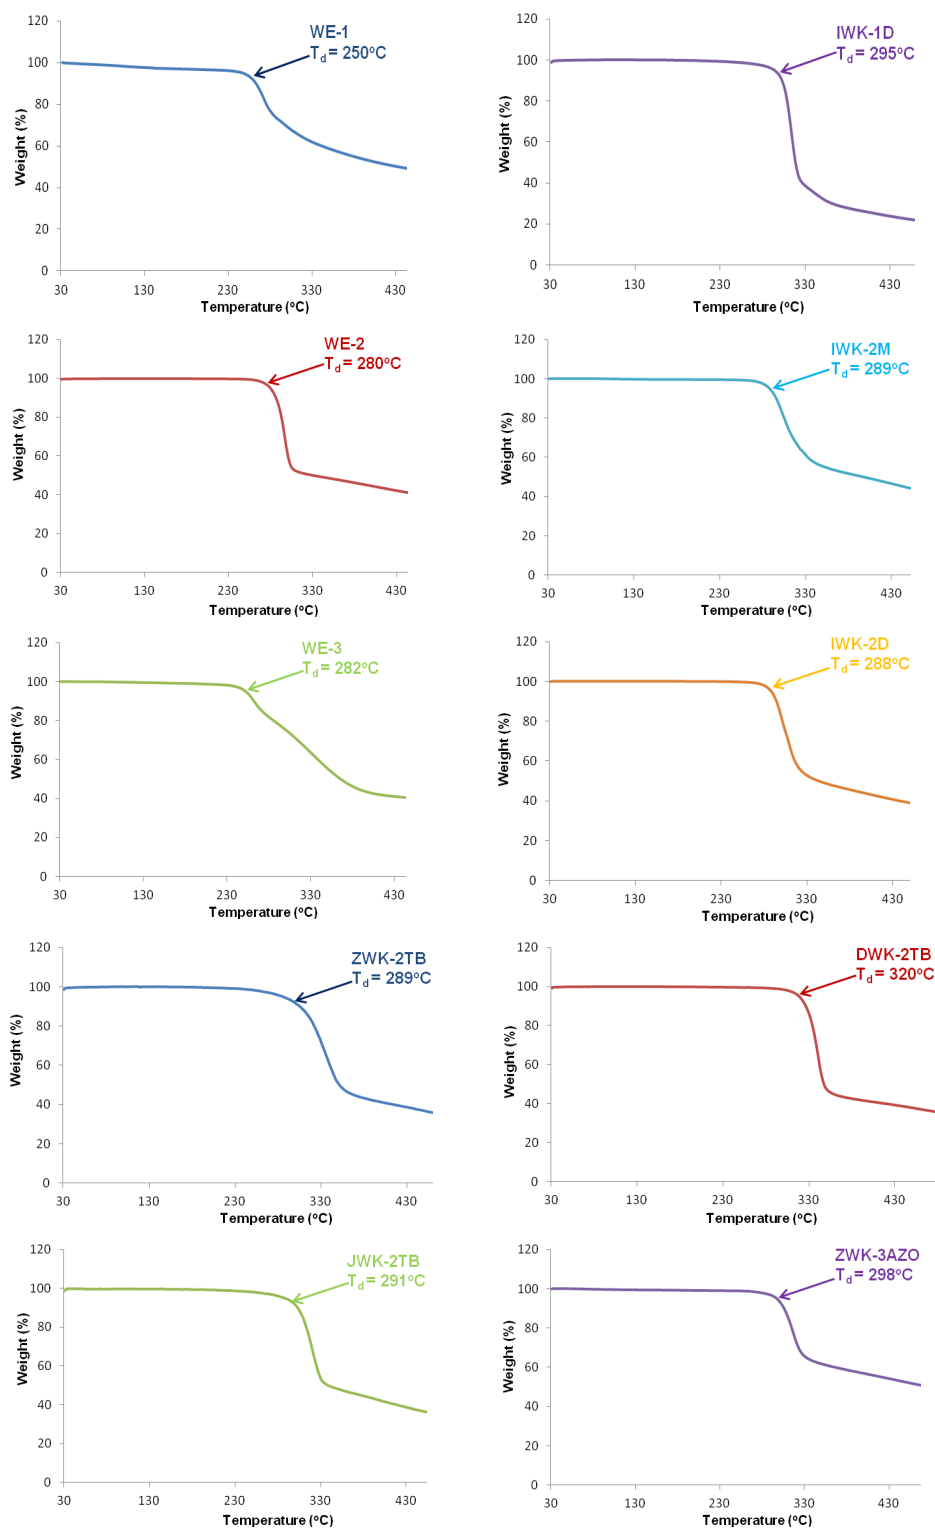 WE-1
Td = 250°C
Weight (%)
120
100
80
60
40
20
0
30 130 230 330 430
Temperature (°C)
IWK-1D
Td = 295°C
Weight (%)
120
100
80
60
40
20
0
30 130 230 330 430
Temperature (°C)
WE-2
Td = 280°C
Weight (%)
120
100
80
60
40
20
0
30 130 230 330 430
Temperature (°C)
IWK-2M
Td = 289°C
Weight (%)
120
100
80
60
40
20
0
30 130 230 330 430
Temperature (°C)
WE-3
Td = 282°C
Weight (%)
120
100
80
60
40
20
0
30 130 230 330 430
Temperature (°C)
IWK-2D
Td = 288°C
Weight (%)
120
100
80
60
40
20
0
30 130 230 330 430
Temperature (°C)
ZWK-2TB
Td = 289°C
Weight (%)
120
100
80
60
40
20
0
30 130 230 330 430
Temperature (°C)
DWK-2TB
Td = 320°C
Weight (%)
120
100
80
60
40
20
0
30 130 230 330 430
Temperature (°C)
JWK-2TB
Td = 291°C
Weight (%)
120
100
80
60
40
20
0
30 130 230 330 430
Temperature (°C)
ZWK-3AZO
Td = 298°C
Weight (%)
120
100
80
60
40
20
0
30 130 230 330 430
Temperature (°C)